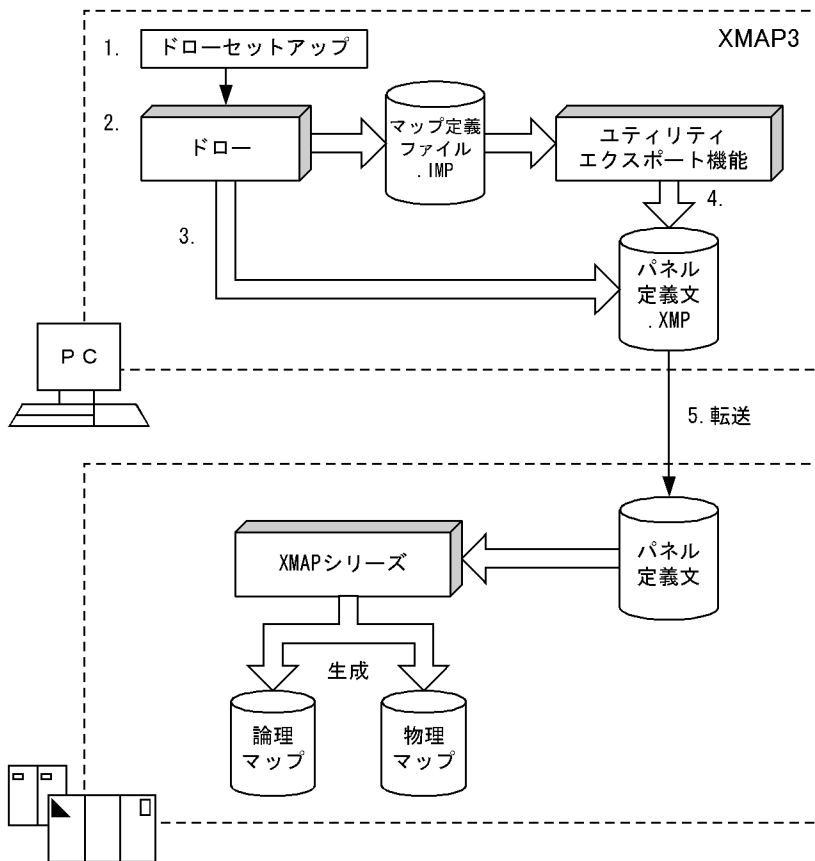 XMAP3
1. ドローセットアップ
2.
ドロー
マップ定義
ファイル
.IMP
ユティリティ
エクスポート機能
3.
4.
パネル
定義文
.XMP
PC
5. 転送
XMAPシリーズ
パネル
定義文
生成
論理
マップ
物理
マップ